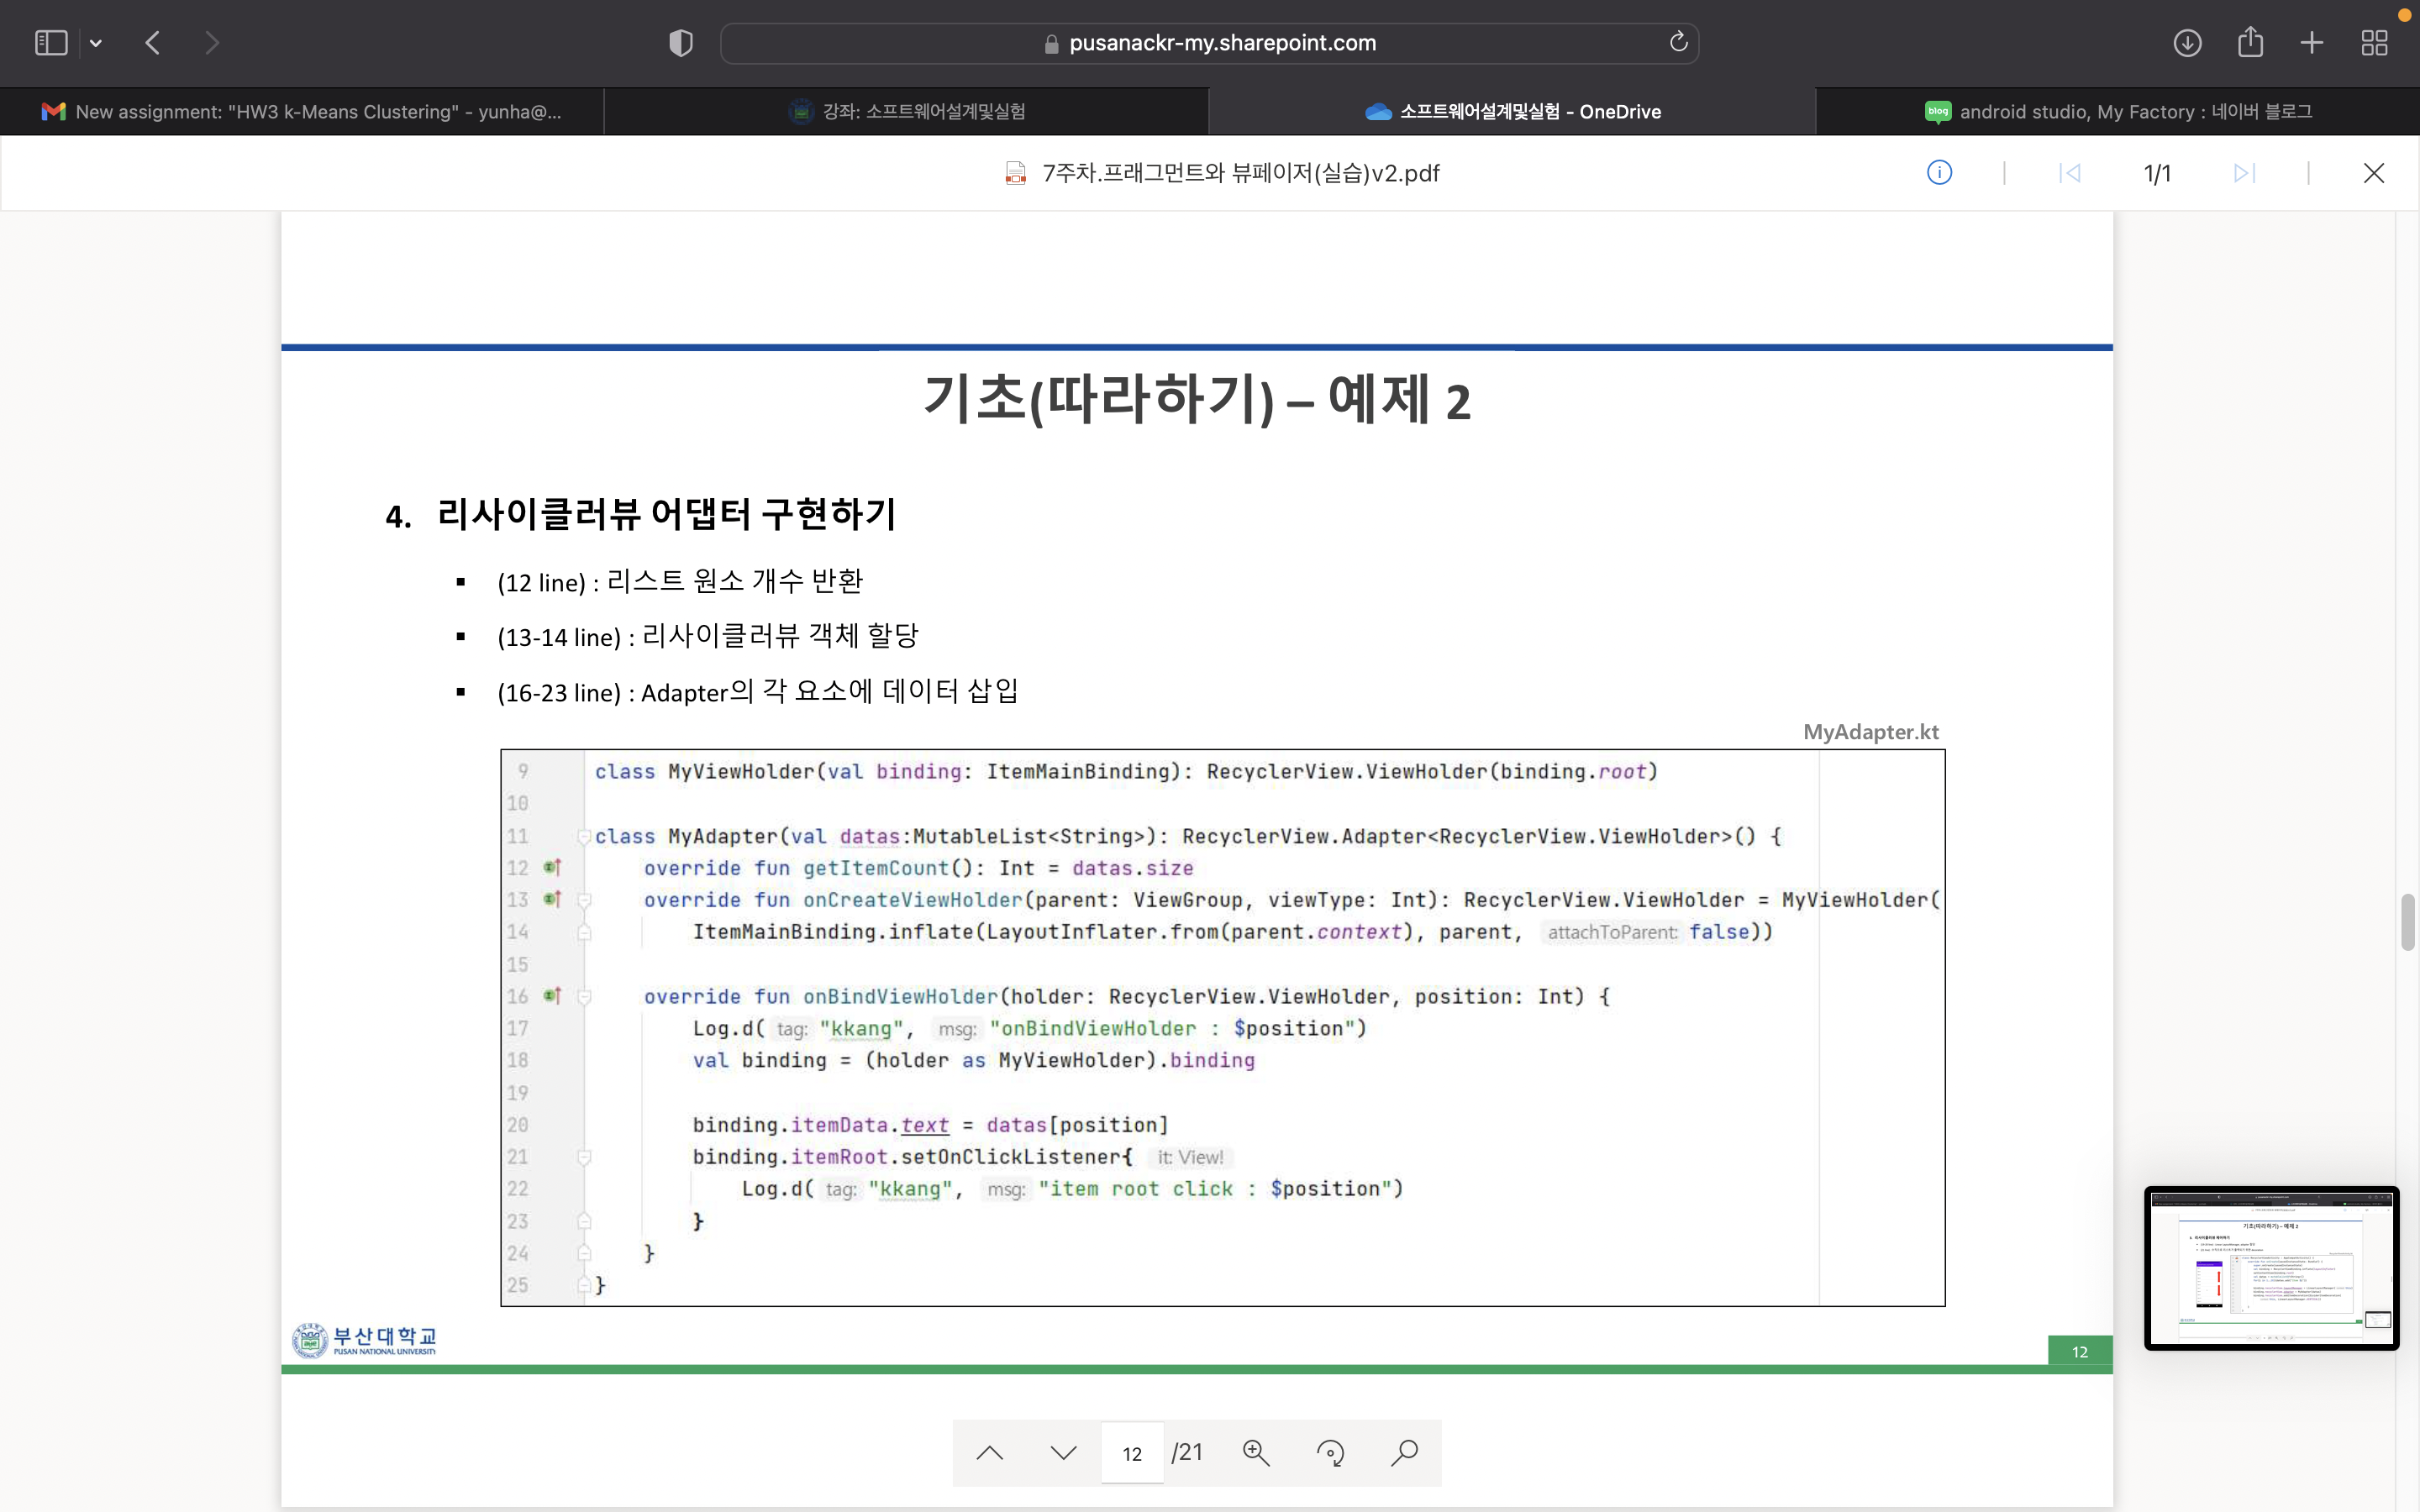 pusanackr-my.sharepoint.com
New assignment: "HW3 k-Means Clustering" - yunha@...
강좌: 소프트웨어설계및실험
소프트웨어설계및실험 - OneDrive
blog
android studio, My Factory : 네이버 블로그
7주차.프래그먼트와 뷰페이저(실습)v2.pdf
1/1
기초(따라하기) – 예제 2
4. 리사이클러뷰 어댑터 구현하기
▪ (12 line) : 리스트 원소 개수 반환
▪ (13-14 line) : 리사이클러뷰 객체 할당
▪ (16-23 line) : Adapter의 각 요소에 데이터 삽입
MyAdapter.kt
9 class MyViewHolder(val binding: ItemMainBinding): RecyclerView.ViewHolder(binding.root)
10
11 class MyAdapter(val datas:MutableList<String>): RecyclerView.Adapter<RecyclerView.ViewHolder>() {
12 override fun getItemCount(): Int = datas.size
13 override fun onCreateViewHolder(parent: ViewGroup, viewType: Int): RecyclerView.ViewHolder = MyViewHolder(
14 ItemMainBinding.inflate(LayoutInflater.from(parent.context), parent, attachToParent: false))
15
16 override fun onBindViewHolder(holder: RecyclerView.ViewHolder, position: Int) {
17 Log.d( tag: "kkang", msg: "onBindViewHolder : $position")
18 val binding = (holder as MyViewHolder).binding
19
20 binding.itemData.text = datas[position]
21 binding.itemRoot.setOnClickListener{ it: View!
22 Log.d( tag: "kkang", msg: "item root click : $position")
23 }
24 }
25 }
부산대학교
PUSAN NATIONAL UNIVERSITY
12
기초(따라하기) – 예제 2
12 /21